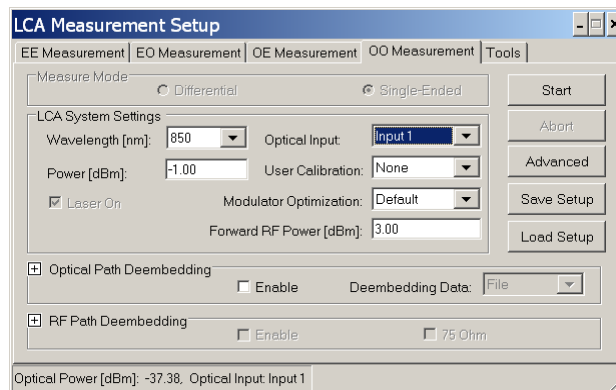 LCA Measurement Setup
EE Measurement EO Measurement OE Measurement OO Measurement Tools
Measure Mode
Differential Single-Ended
Start
LCA System Settings
Wavelength [nm]: 850 Optical Input: Input 1
Abort
Power [dBm]: -1.00 User Calibration: None
Advanced
Laser On Modulator Optimization: Default
Save Setup
Forward RF Power [dBm]: 3.00
Load Setup
Optical Path Deembedding
Enable Deembedding Data: File
RF Path Deembedding
Enable 75 Ohm
Optical Power [dBm]: -37.38, Optical Input: Input 1